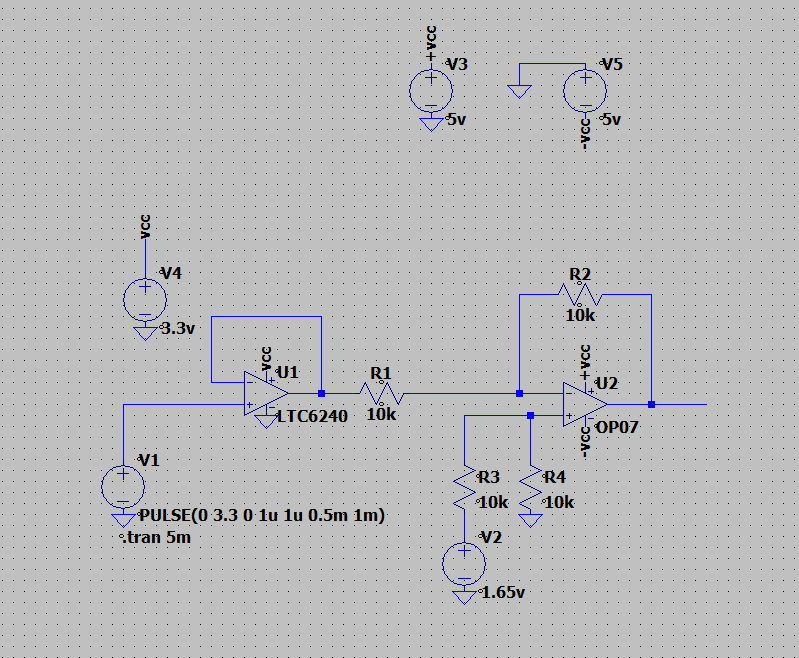 +VCC
V3
5v
V5
5v
-VCC
VCC
V4
3.3v
R2
10k
VCC
U1
LTC6240
R1
10k
+VCC
U2
OP07
-VCC
V1
PULSE(0 3.3 0 1u 1u 0.5m 1m)
.tran 5m
R3
10k
R4
10k
V2
1.65v